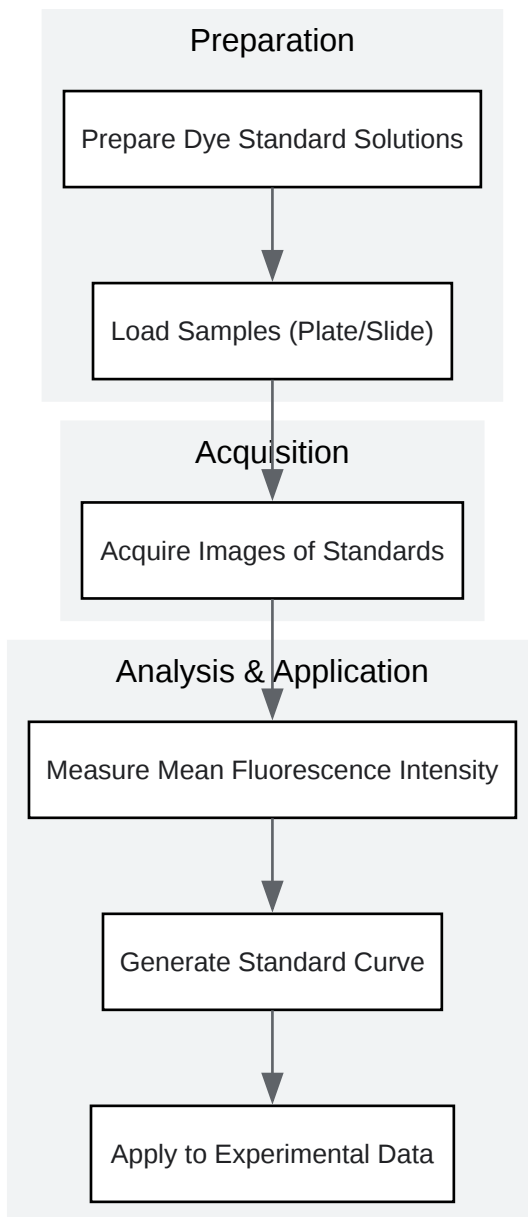 Preparation
Prepare Dye Standard Solutions
Load Samples (Plate/Slide)
Acquisition
Acquire Images of Standards
Analysis & Application
Measure Mean Fluorescence Intensity
Generate Standard Curve
Apply to Experimental Data